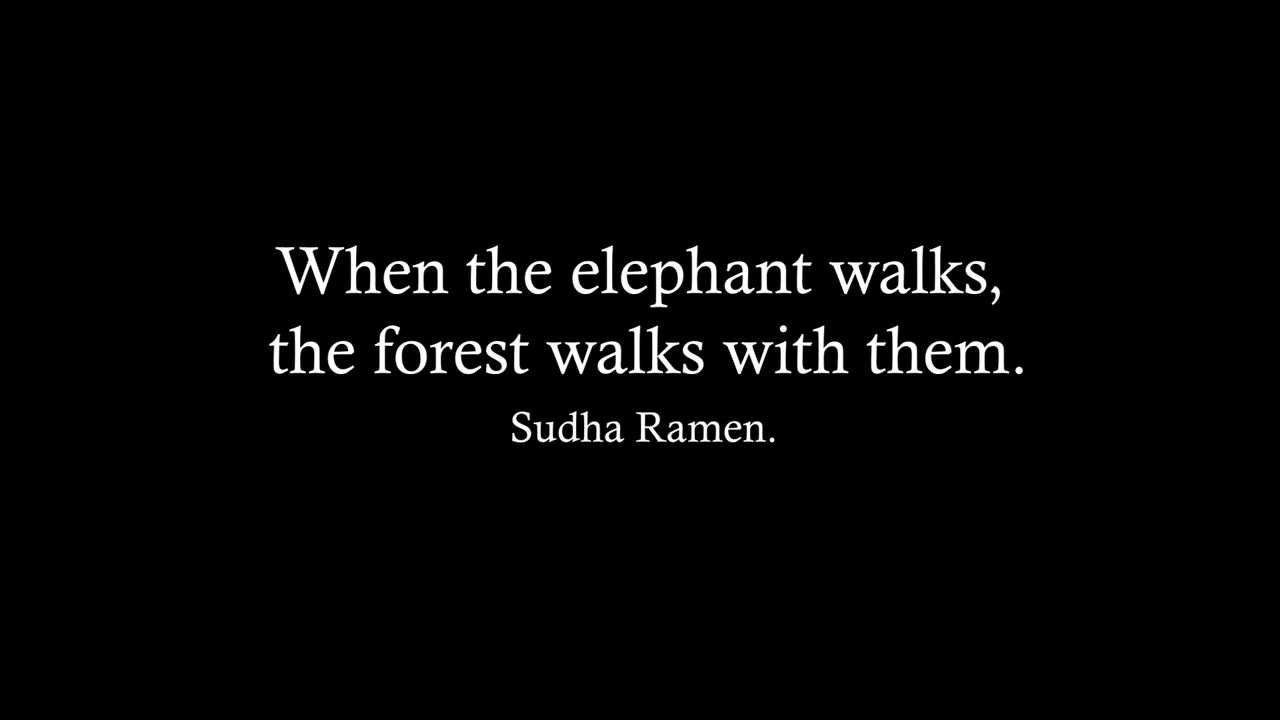 When the elephant walks,
the forest walks with them.
Sudha Ramen.